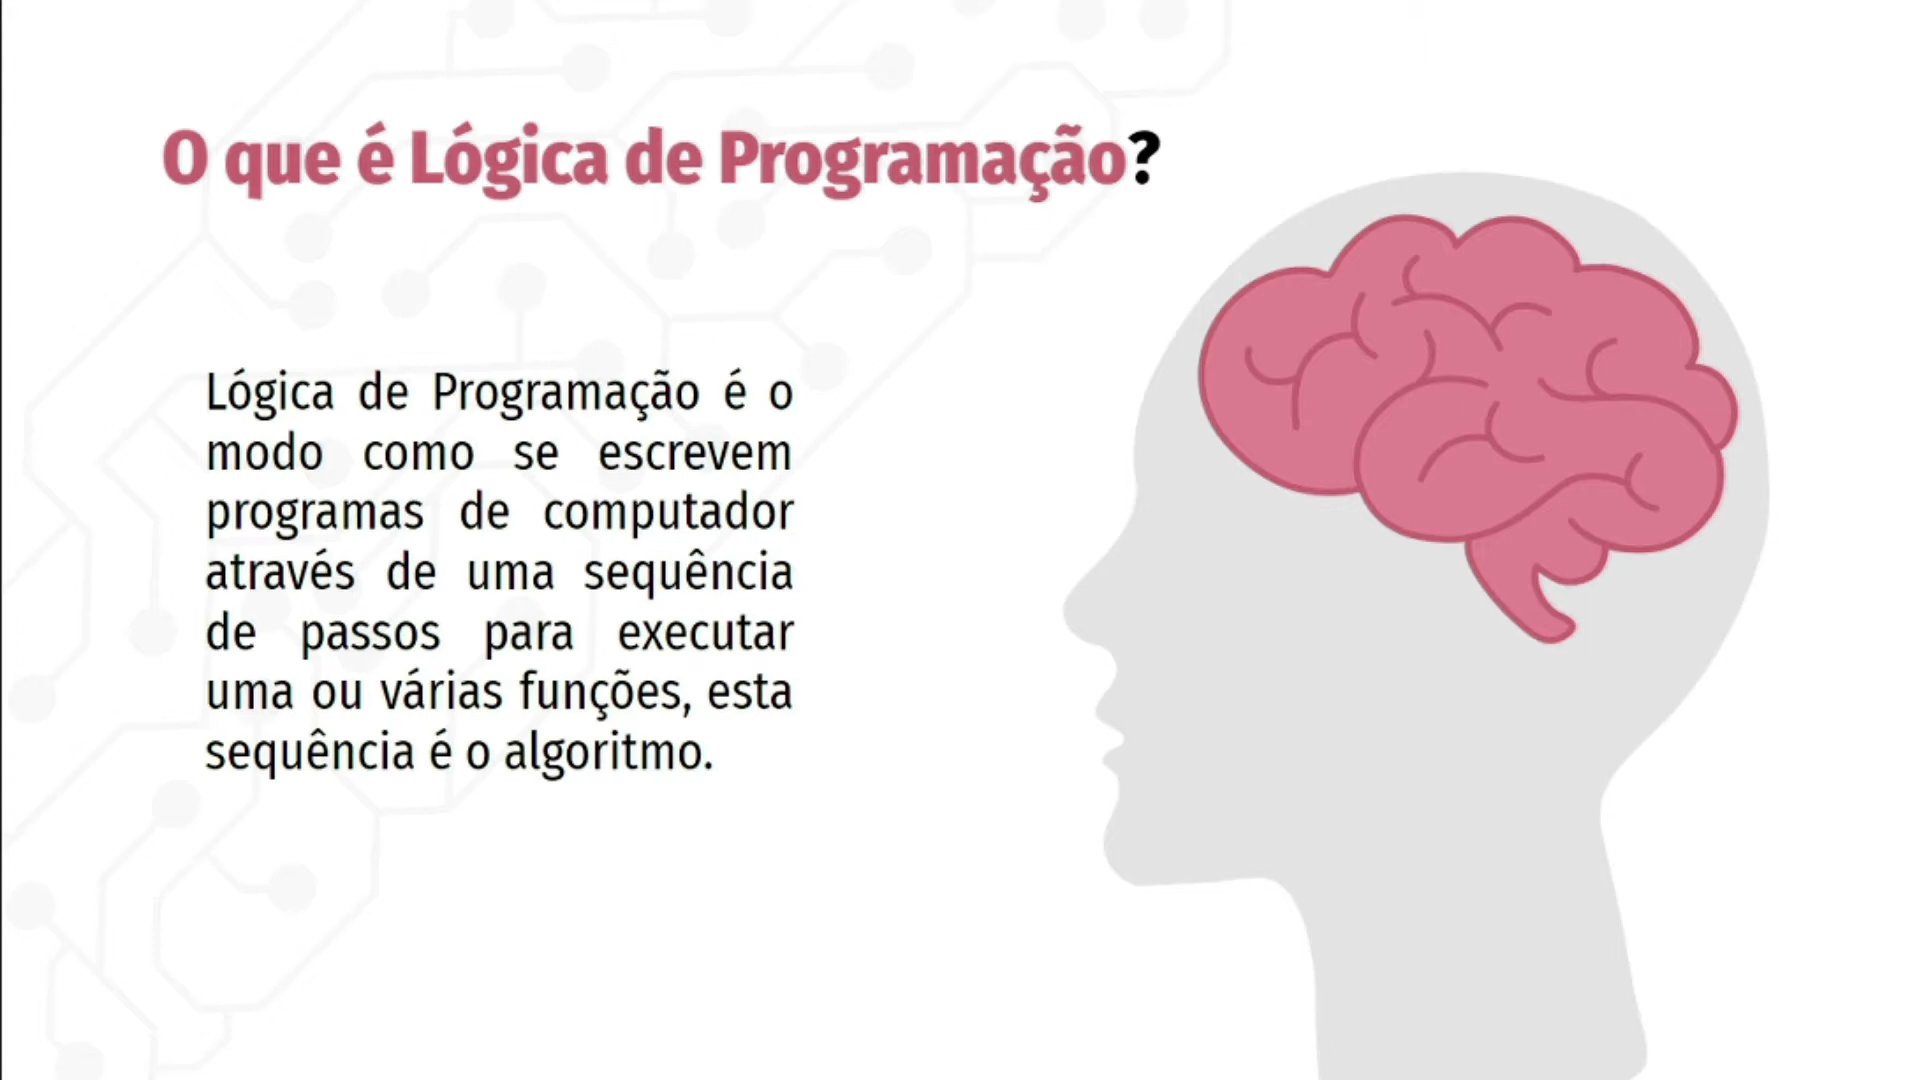 O que é Lógica de Programação?
Lógica de Programação é o
modo como se escrevem
programas de computador
através de uma sequência
de passos para executar
uma ou várias funções, esta
sequência é o algoritmo.